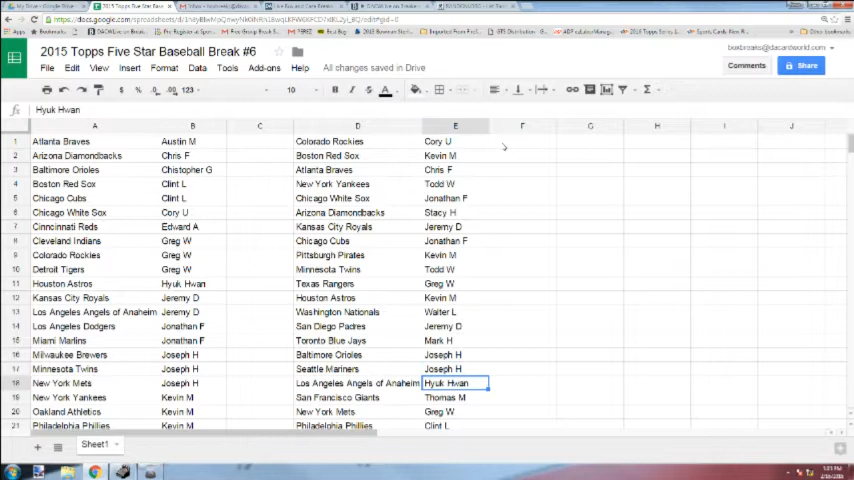 2015 Topps Five Star Baseball Break #6
boxbreaks@dacardworld.com
File Edit View Insert Format Data Tools Add-ons Help All changes saved in Drive
Comments Share
$ % .0 .00 123 10 B I A
fx Hyuk Hwan
A B C D E F G H I J
1 Atlanta Braves Austin M Colorado Rockies Cory U
2 Arizona Diamondbacks Chris F Boston Red Sox Kevin M
3 Baltimore Orioles Chistopher G Atlanta Braves Chris F
4 Boston Red Sox Clint L New York Yankees Todd W
5 Chicago Cubs Clint L Chicago White Sox Jonathan F
6 Chicago White Sox Cory U Arizona Diamondbacks Stacy H
7 Cinncinnati Reds Edward A Kansas City Royals Jeremy D
8 Cleveland Indians Greg W Chicago Cubs Jonathan F
9 Colorado Rockies Greg W Pittsburgh Pirates Kevin M
10 Detroit Tigers Greg W Minnesota Twins Todd W
11 Houston Astros Hyuk Hwan Texas Rangers Greg W
12 Kansas City Royals Jeremy D Houston Astros Kevin M
13 Los Angeles Angels of Anaheim Jeremy D Washington Nationals Walter L
14 Los Angeles Dodgers Jonathan F San Diego Padres Jeremy D
15 Miami Marlins Jonathan F Toronto Blue Jays Mark H
16 Milwaukee Brewers Joseph H Baltimore Orioles Joseph H
17 Minnesota Twins Joseph H Seattle Mariners Joseph H
18 New York Mets Joseph H Los Angeles Angels of Anaheim Hyuk Hwan
19 New York Yankees Kevin M San Francisco Giants Thomas M
20 Oakland Athletics Kevin M New York Mets Greg W
21 Philadelphia Phillies Kevin M Philadelphia Phillies Clint L
Sheet1